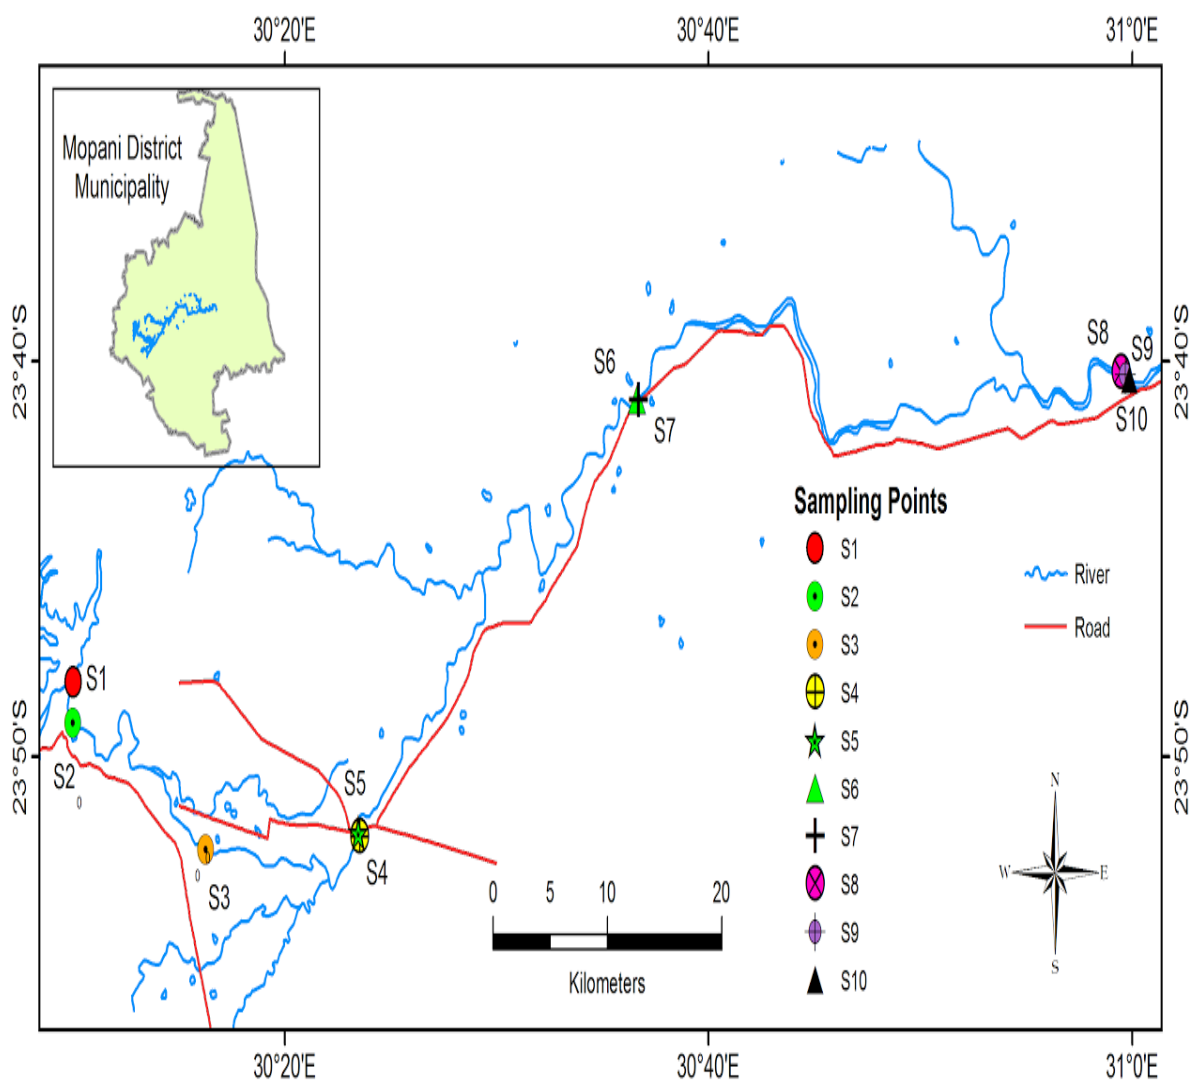 30°20'E 30°40'E 31°0'E
Mopani District
Municipality
23°40'S
23°40'S
S8
S9
S10
S6
S7
Sampling Points
S1
S2
S3
S4
S5
S6
S7
S8
S9
S10
River
Road
S1
S2
23°50'S
23°50'S
S5
S4
S3
0 5 10 20
Kilometers
N
W E
S
30°20'E 30°40'E 31°0'E